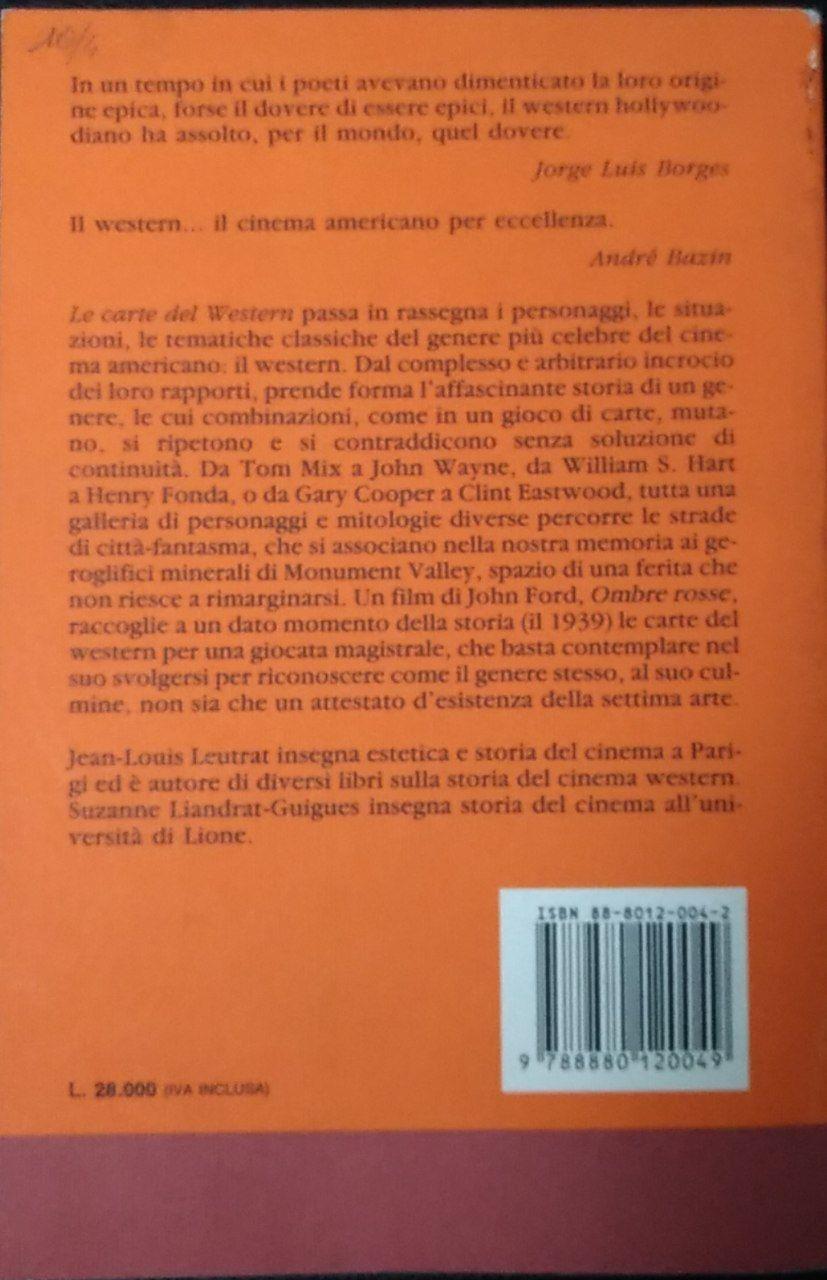 In un tempo in cui i poeti avevano dimenticato la loro origi-
ne epica, forse il dovere di essere epici, il western hollywoo-
diano ha assolto, per il mondo, quel dovere.
Jorge Luis Borges
Il western... il cinema americano per eccellenza.
André Bazin
Le carte del Western passa in rassegna i personaggi, le situa-
zioni, le tematiche classiche del genere più celebre del cine-
ma americano: il western. Dal complesso e arbitrario incrocio
dei loro rapporti, prende forma l'affascinante storia di un ge-
nere, le cui combinazioni, come in un gioco di carte, muta-
no, si ripetono e si contraddicono senza soluzione di
continuità. Da Tom Mix a John Wayne, da William S. Hart
a Henry Fonda, o da Gary Cooper a Clint Eastwood, tutta una
galleria di personaggi e mitologie diverse percorre le strade
di città-fantasma, che si associano nella nostra memoria ai ge-
roglifici minerali di Monument Valley, spazio di una ferita che
non riesce a rimarginarsi. Un film di John Ford, Ombre rosse,
raccoglie a un dato momento della storia (il 1939) le carte del
western per una giocata magistrale, che basta contemplare nel
suo svolgersi per riconoscere come il genere stesso, al suo cul-
mine, non sia che un attestato d'esistenza della settima arte.
Jean-Louis Leutrat insegna estetica e storia del cinema a Pari-
gi ed è autore di diversi libri sulla storia del cinema western.
Suzanne Liandrat-Guigues insegna storia del cinema all'uni-
versità di Lione.
ISBN 88-8012-004-2
9 788880 120049
L. 28.000 (IVA INCLUSA)